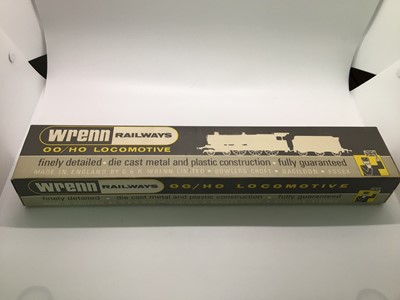 wrenn RAILWAYS
OO/HO LOCOMOTIVE
finely detailed · die cast metal and plastic construction · fully guaranteed
MADE IN ENGLAND BY G & R WRENN LIMITED · BOWLERS CROFT · BASILDON · ESSEX
wrenn RAILWAYS OO/HO LOCOMOTIVE
finely detailed · die cast metal and plastic construction · fully guaranteed